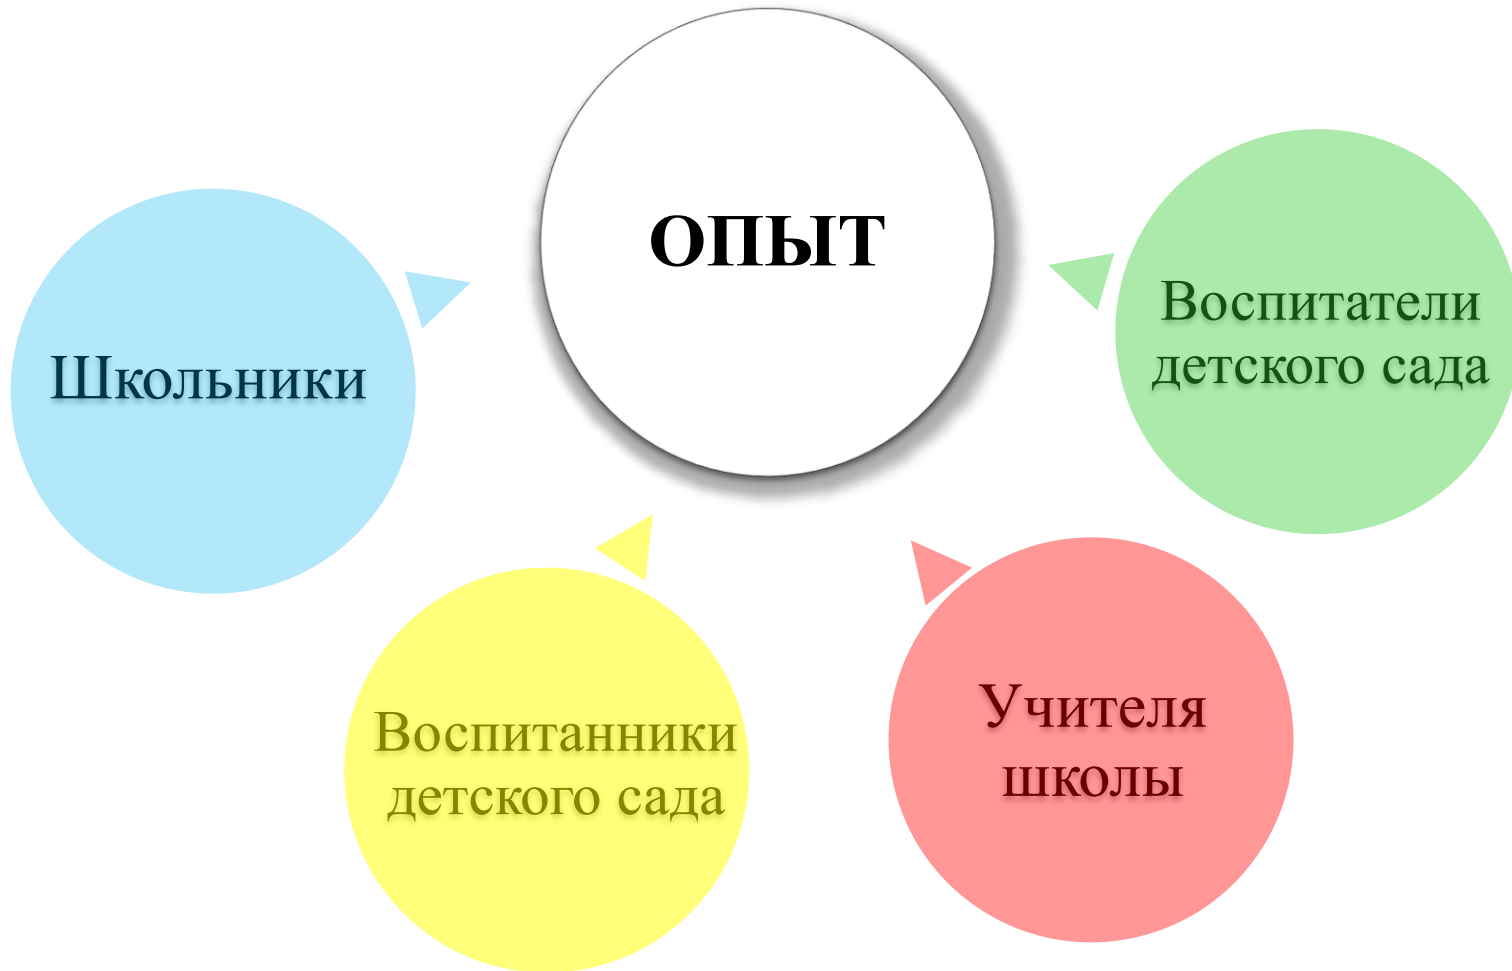 ОПЫТ
Школьники
Воспитатели
детского сада
Воспитанники
детского сада
Учителя
школы